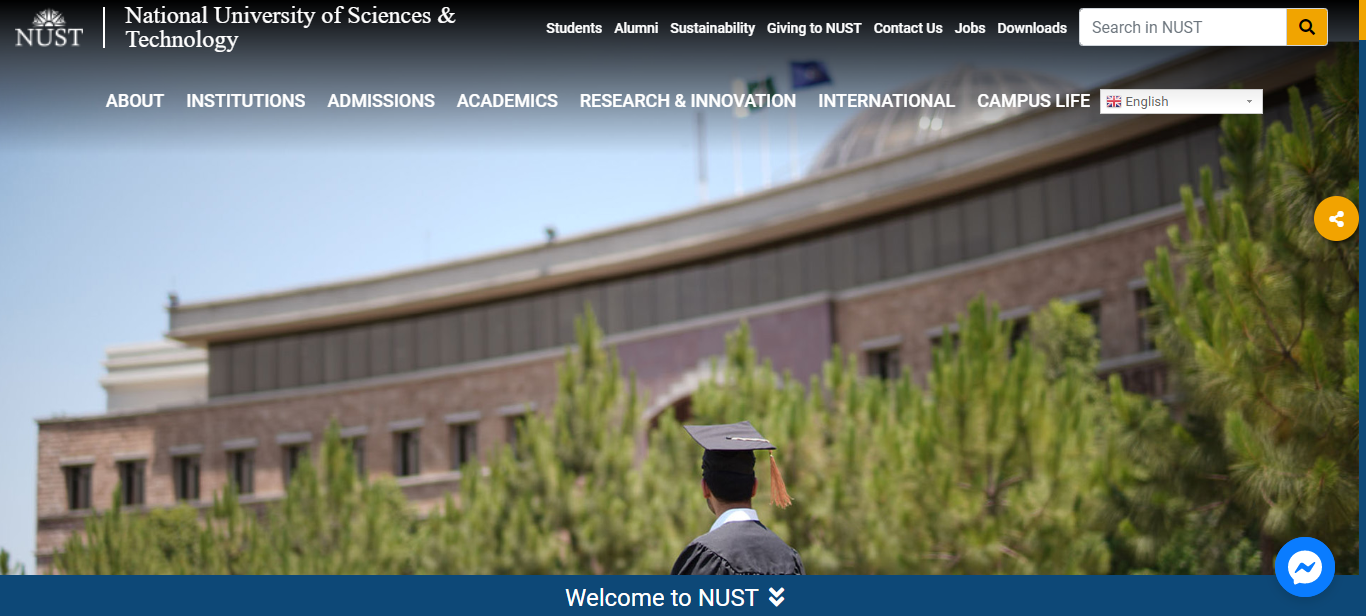 NUST
National University of Sciences &
Technology
Students Alumni Sustainability Giving to NUST Contact Us Jobs Downloads
Search in NUST
ABOUT INSTITUTIONS ADMISSIONS ACADEMICS RESEARCH & INNOVATION INTERNATIONAL CAMPUS LIFE
English
Welcome to NUST